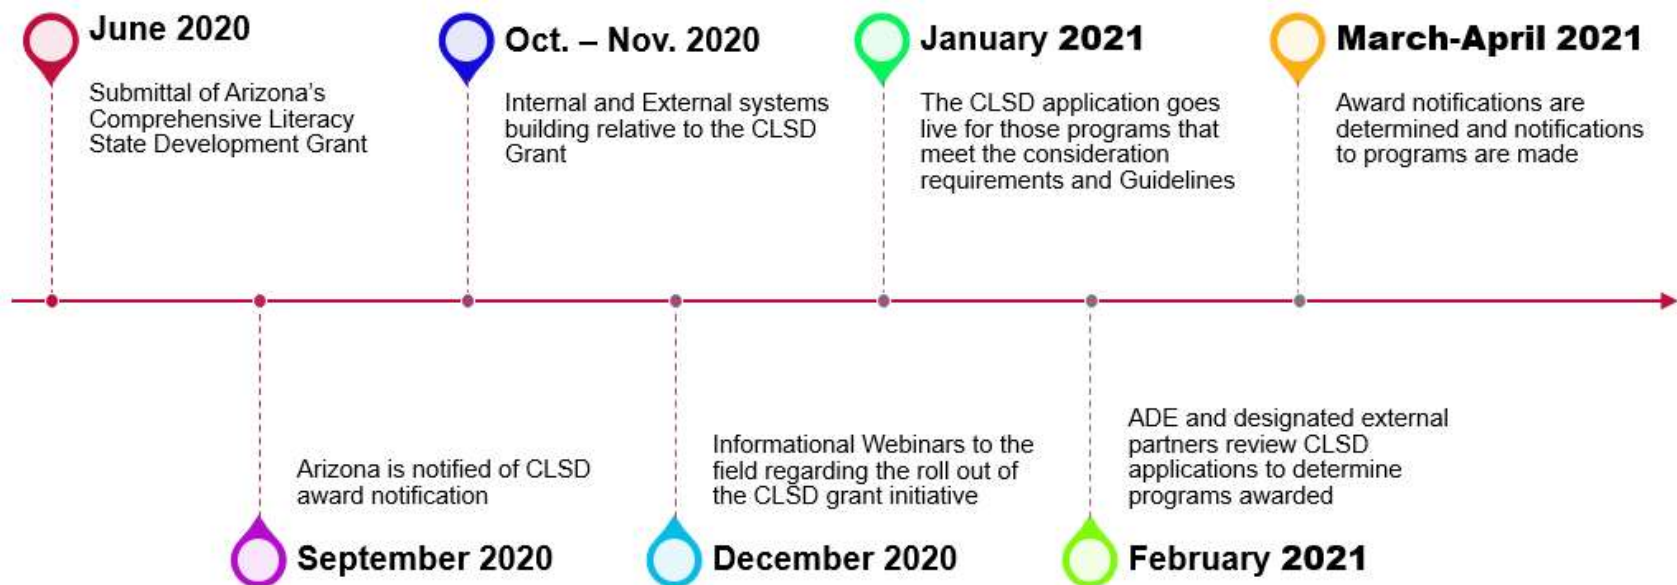 June 2020
Submittal of Arizona's
Comprehensive Literacy
State Development Grant
Oct. – Nov. 2020
Internal and External systems
building relative to the CLSD
Grant
January 2021
The CLSD application goes
live for those programs that
meet the consideration
requirements and Guidelines
March-April 2021
Award notifications are
determined and notifications
to programs are made
Arizona is notified of CLSD
award notification
September 2020
Informational Webinars to the
field regarding the roll out of
the CLSD grant initiative
December 2020
ADE and designated external
partners review CLSD
applications to determine
programs awarded
February 2021